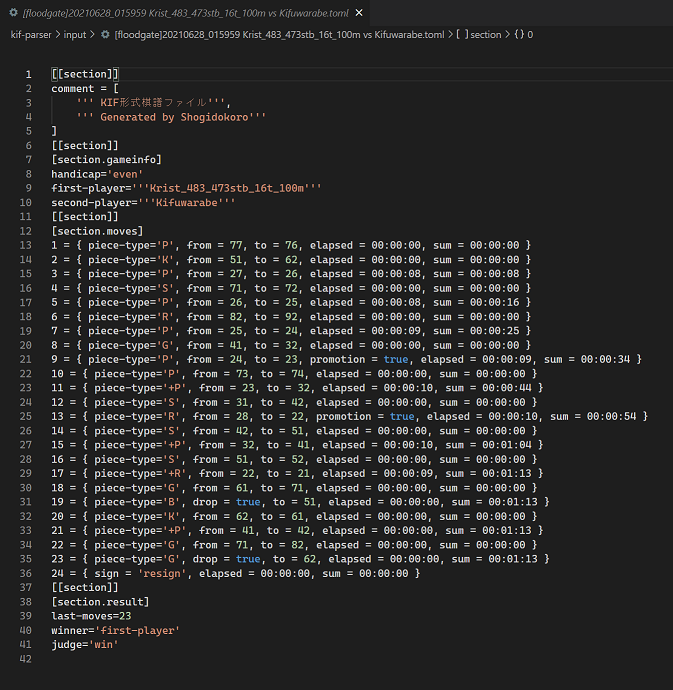 [floodgate]20210628_015959 Krist_483_473stb_16t_100m vs Kifuwarabe.toml ×
kif-parser > input > [floodgate]20210628_015959 Krist_483_473stb_16t_100m vs Kifuwarabe.toml > [ ] section > { } 0
1 [[section]]
2 comment = [
3 ''' KIF形式棋譜ファイル''',
4 ''' Generated by Shogidokoro'''
5 ]
6 [[section]]
7 [section.gameinfo]
8 handicap='even'
9 first-player='''Krist_483_473stb_16t_100m'''
10 second-player='''Kifuwarabe'''
11 [[section]]
12 [section.moves]
13 1 = { piece-type='P', from = 77, to = 76, elapsed = 00:00:00, sum = 00:00:00 }
14 2 = { piece-type='K', from = 51, to = 62, elapsed = 00:00:00, sum = 00:00:00 }
15 3 = { piece-type='P', from = 27, to = 26, elapsed = 00:00:08, sum = 00:00:08 }
16 4 = { piece-type='S', from = 71, to = 72, elapsed = 00:00:00, sum = 00:00:00 }
17 5 = { piece-type='P', from = 26, to = 25, elapsed = 00:00:08, sum = 00:00:16 }
18 6 = { piece-type='R', from = 82, to = 92, elapsed = 00:00:00, sum = 00:00:00 }
19 7 = { piece-type='P', from = 25, to = 24, elapsed = 00:00:09, sum = 00:00:25 }
20 8 = { piece-type='G', from = 41, to = 32, elapsed = 00:00:00, sum = 00:00:00 }
21 9 = { piece-type='P', from = 24, to = 23, promotion = true, elapsed = 00:00:09, sum = 00:00:34 }
22 10 = { piece-type='P', from = 73, to = 74, elapsed = 00:00:00, sum = 00:00:00 }
23 11 = { piece-type='+P', from = 23, to = 32, elapsed = 00:00:10, sum = 00:00:44 }
24 12 = { piece-type='S', from = 31, to = 42, elapsed = 00:00:00, sum = 00:00:00 }
25 13 = { piece-type='R', from = 28, to = 22, promotion = true, elapsed = 00:00:10, sum = 00:00:54 }
26 14 = { piece-type='S', from = 42, to = 51, elapsed = 00:00:00, sum = 00:00:00 }
27 15 = { piece-type='+P', from = 32, to = 41, elapsed = 00:00:10, sum = 00:01:04 }
28 16 = { piece-type='S', from = 51, to = 52, elapsed = 00:00:00, sum = 00:00:00 }
29 17 = { piece-type='+R', from = 22, to = 21, elapsed = 00:00:09, sum = 00:01:13 }
30 18 = { piece-type='G', from = 61, to = 71, elapsed = 00:00:00, sum = 00:00:00 }
31 19 = { piece-type='B', drop = true, to = 51, elapsed = 00:00:00, sum = 00:01:13 }
32 20 = { piece-type='K', from = 62, to = 61, elapsed = 00:00:00, sum = 00:00:00 }
33 21 = { piece-type='+P', from = 41, to = 42, elapsed = 00:00:00, sum = 00:01:13 }
34 22 = { piece-type='G', from = 71, to = 82, elapsed = 00:00:00, sum = 00:00:00 }
35 23 = { piece-type='G', drop = true, to = 62, elapsed = 00:00:00, sum = 00:01:13 }
36 24 = { sign = 'resign', elapsed = 00:00:00, sum = 00:00:00 }
37 [[section]]
38 [section.result]
39 last-moves=23
40 winner='first-player'
41 judge='win'
42